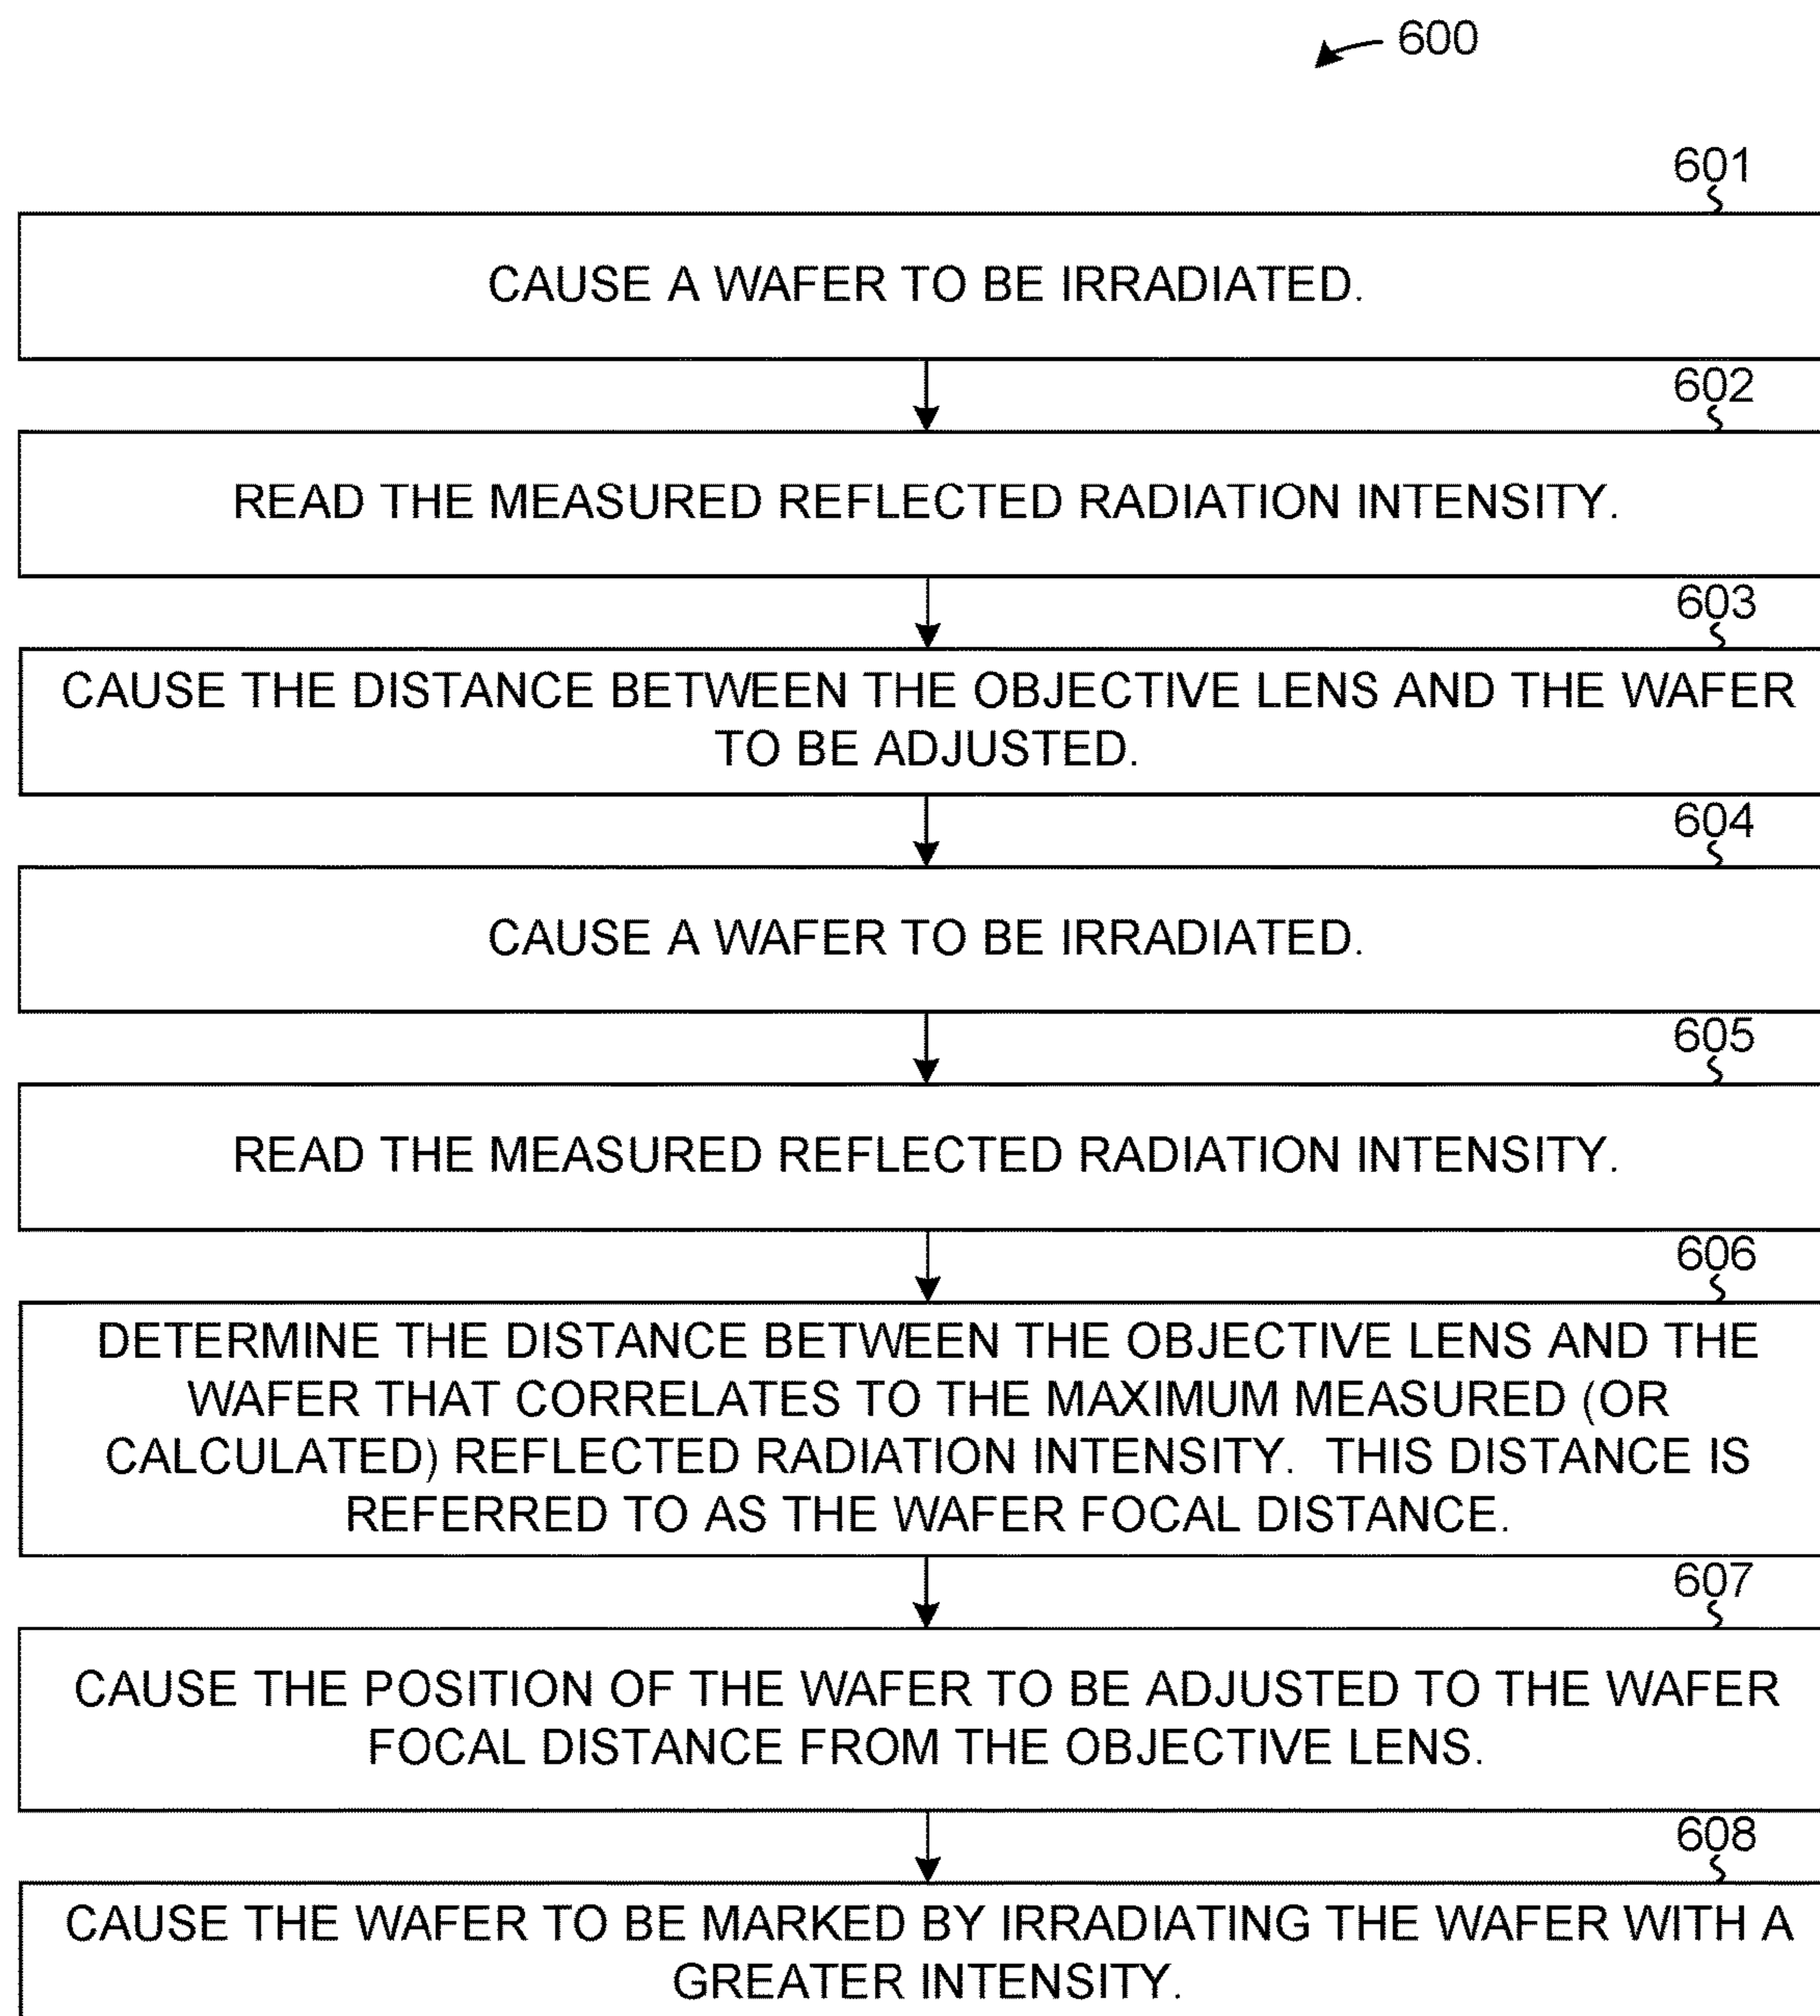 600
601
CAUSE A WAFER TO BE IRRADIATED.
602
READ THE MEASURED REFLECTED RADIATION INTENSITY.
603
CAUSE THE DISTANCE BETWEEN THE OBJECTIVE LENS AND THE WAFER
TO BE ADJUSTED.
604
CAUSE A WAFER TO BE IRRADIATED.
605
READ THE MEASURED REFLECTED RADIATION INTENSITY.
606
DETERMINE THE DISTANCE BETWEEN THE OBJECTIVE LENS AND THE
WAFER THAT CORRELATES TO THE MAXIMUM MEASURED (OR
CALCULATED) REFLECTED RADIATION INTENSITY. THIS DISTANCE IS
REFERRED TO AS THE WAFER FOCAL DISTANCE.
607
CAUSE THE POSITION OF THE WAFER TO BE ADJUSTED TO THE WAFER
FOCAL DISTANCE FROM THE OBJECTIVE LENS.
608
CAUSE THE WAFER TO BE MARKED BY IRRADIATING THE WAFER WITH A
GREATER INTENSITY.